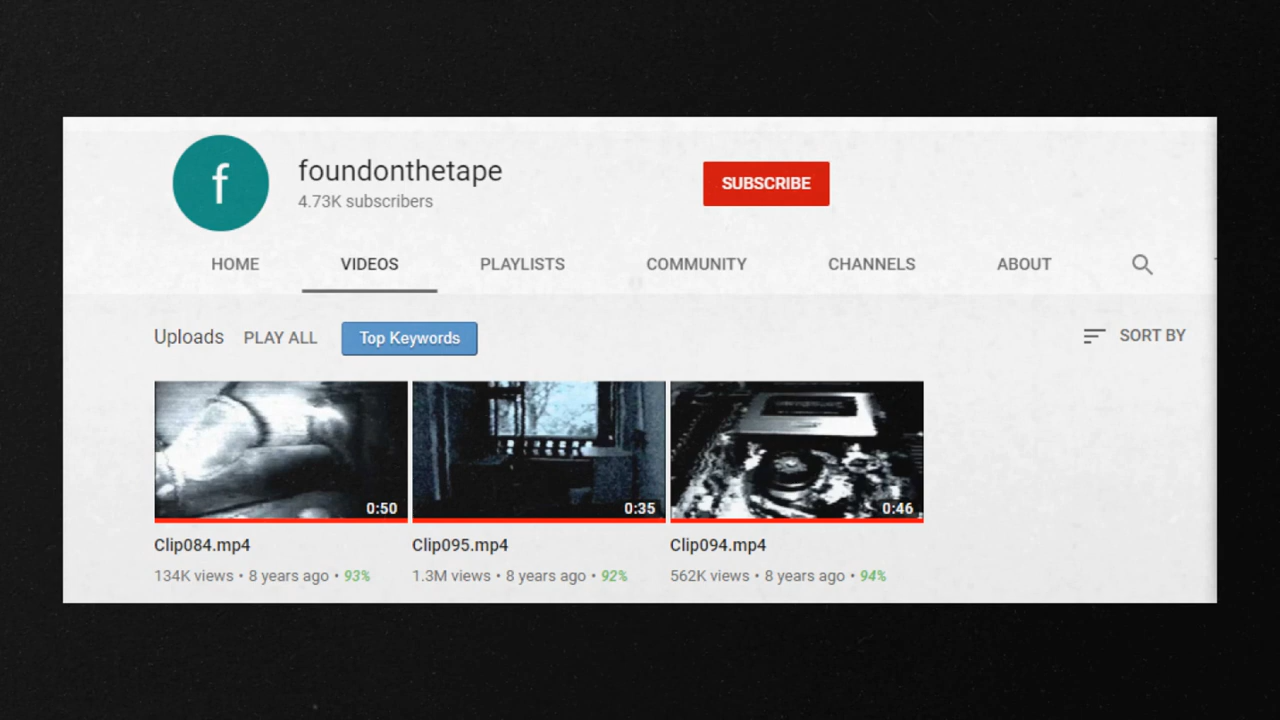 f
foundonthetape
4.73K subscribers
SUBSCRIBE
HOME VIDEOS PLAYLISTS COMMUNITY CHANNELS ABOUT
Uploads PLAY ALL Top Keywords SORT BY
0:50 0:35 0:46
Clip084.mp4 Clip095.mp4 Clip094.mp4
134K views • 8 years ago • 93% 1.3M views • 8 years ago • 92% 562K views • 8 years ago • 94%